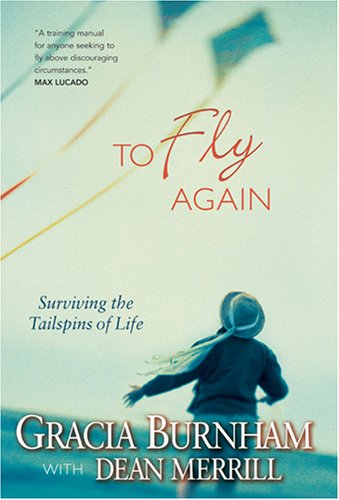 "A training manual
for anyone seeking to
fly above discouraging
circumstances."
MAX LUCADO
TO Fly
AGAIN
Surviving the
Tailspins of Life
GRACIA BURNHAM
WITH DEAN MERRILL